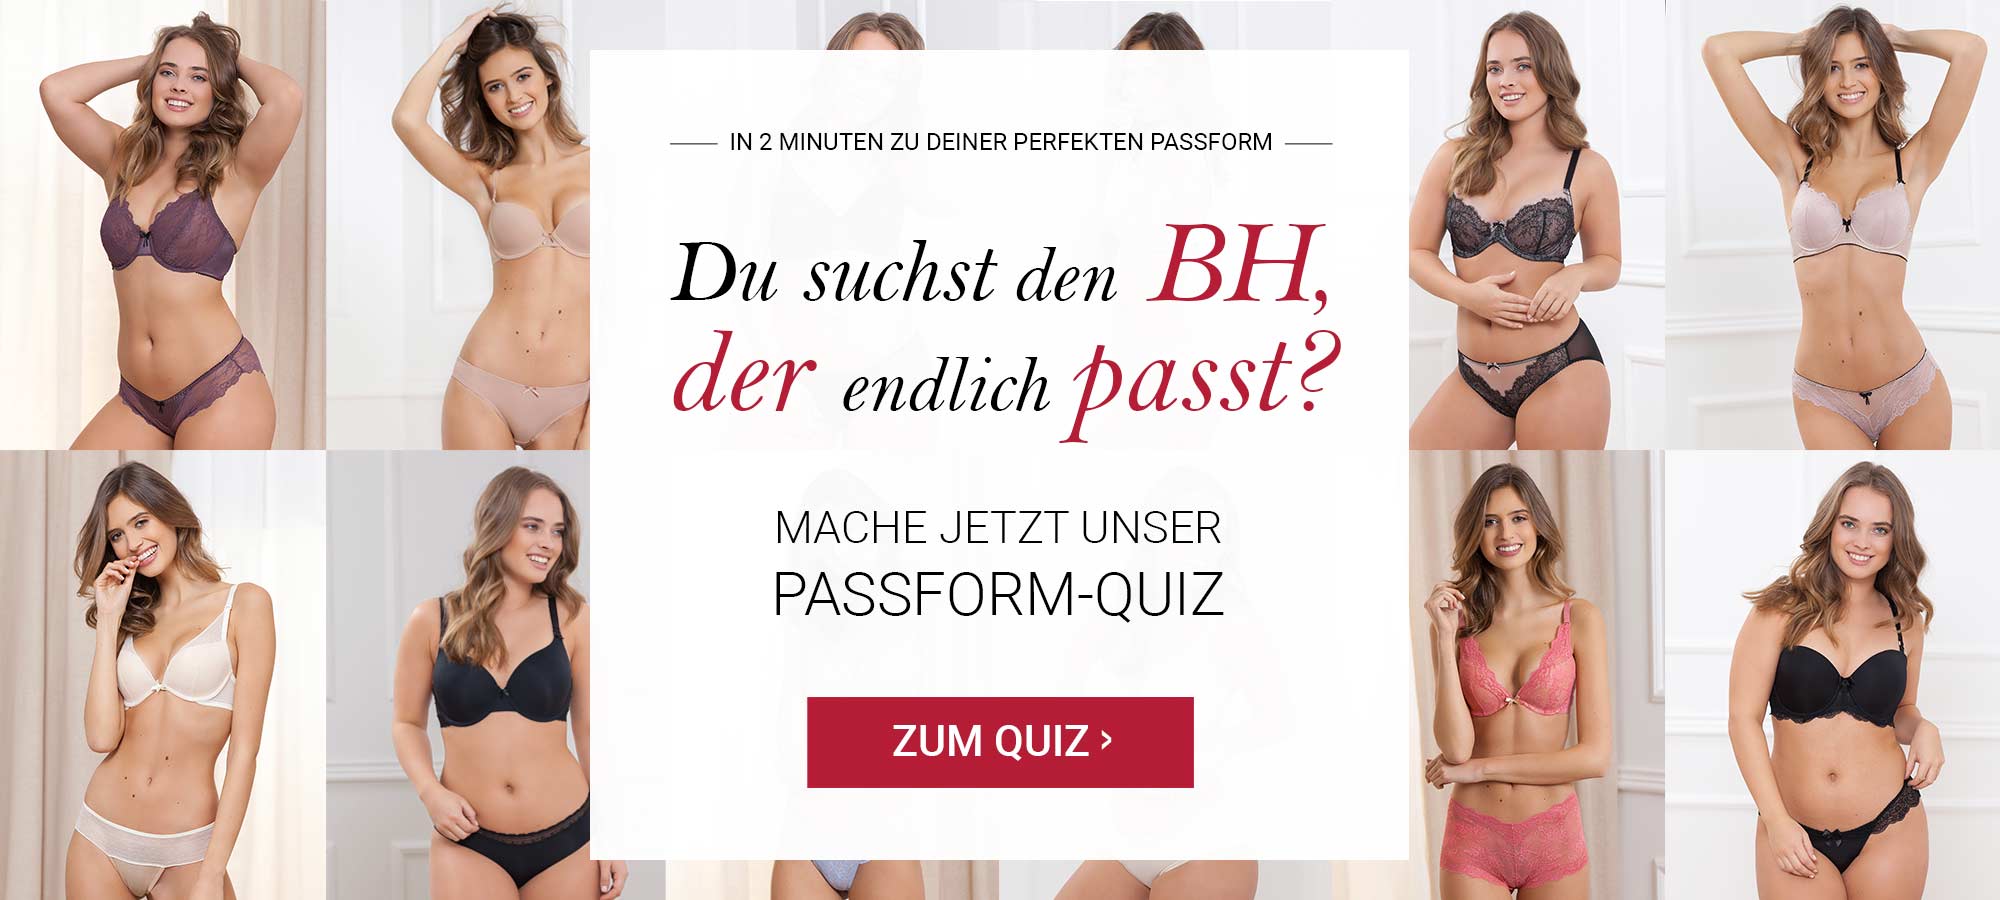 IN 2 MINUTEN ZU DEINER PERFEKTEN PASSFORM
Du suchst den BH,
der endlich passt?
MACHE JETZT UNSER
PASSFORM-QUIZ
ZUM QUIZ ›